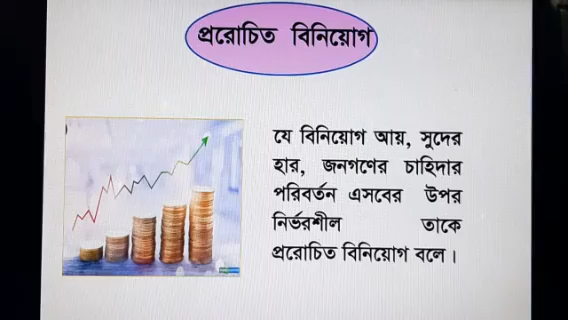 প্ররোচিত বিনিয়োগ
যে বিনিয়োগ আয়, সুদের
হার, জনগণের চাহিদার
পরিবর্তন এসবের উপর
নির্ভরশীল তাকে
প্ররোচিত বিনিয়োগ বলে।